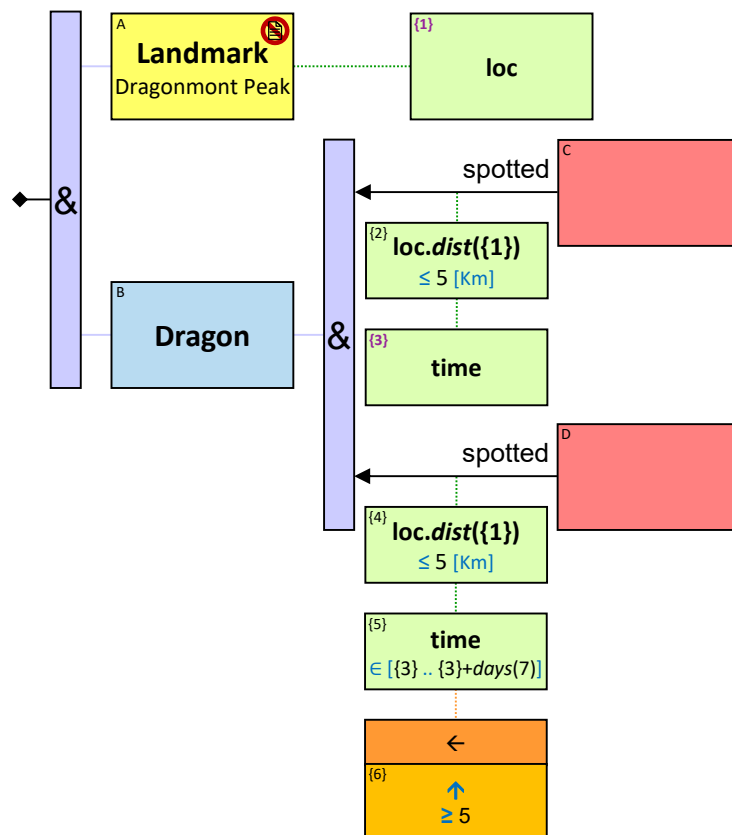 A
Landmark
Dragonmont Peak
{1}
loc
&
C
spotted
{2}
loc.dist({1})
≤ 5 [Km]
B
Dragon
&
{3}
time
D
spotted
{4}
loc.dist({1})
≤ 5 [Km]
{5}
time
∈ [{3} .. {3}+days(7)]
←
{6}
↑
≥ 5